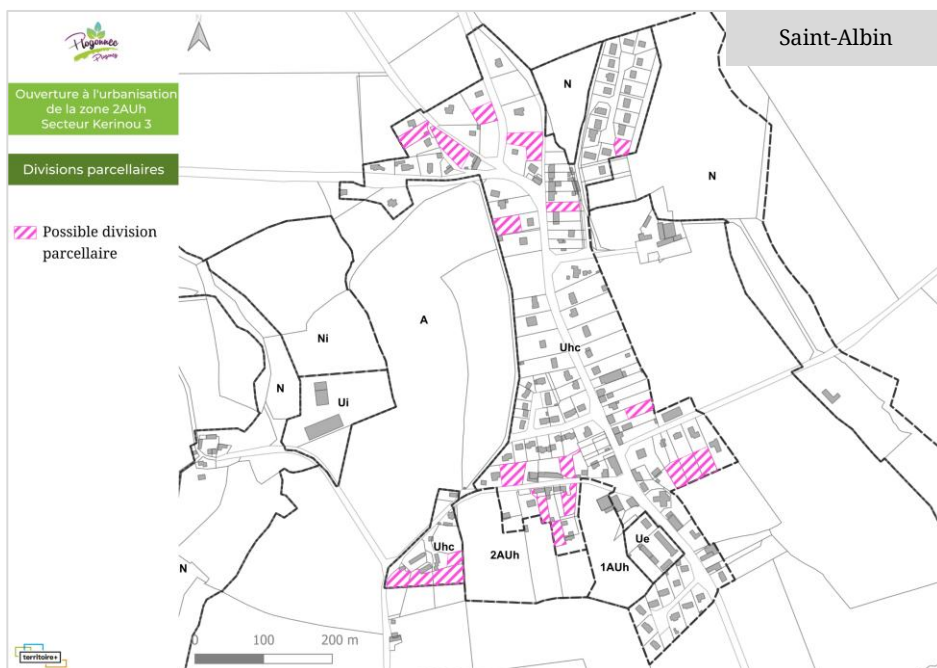 Plogonnec
Saint-Albin
Ouverture à l'urbanisation
de la zone 2AUh
Secteur Kerinou 3
Divisions parcellaires
Possible division
parcellaire
N
N
A
Ni
N
Ui
Uhc
Uhc
2AUh
1AUh
Ue
N
0 100 200 m
territoire+